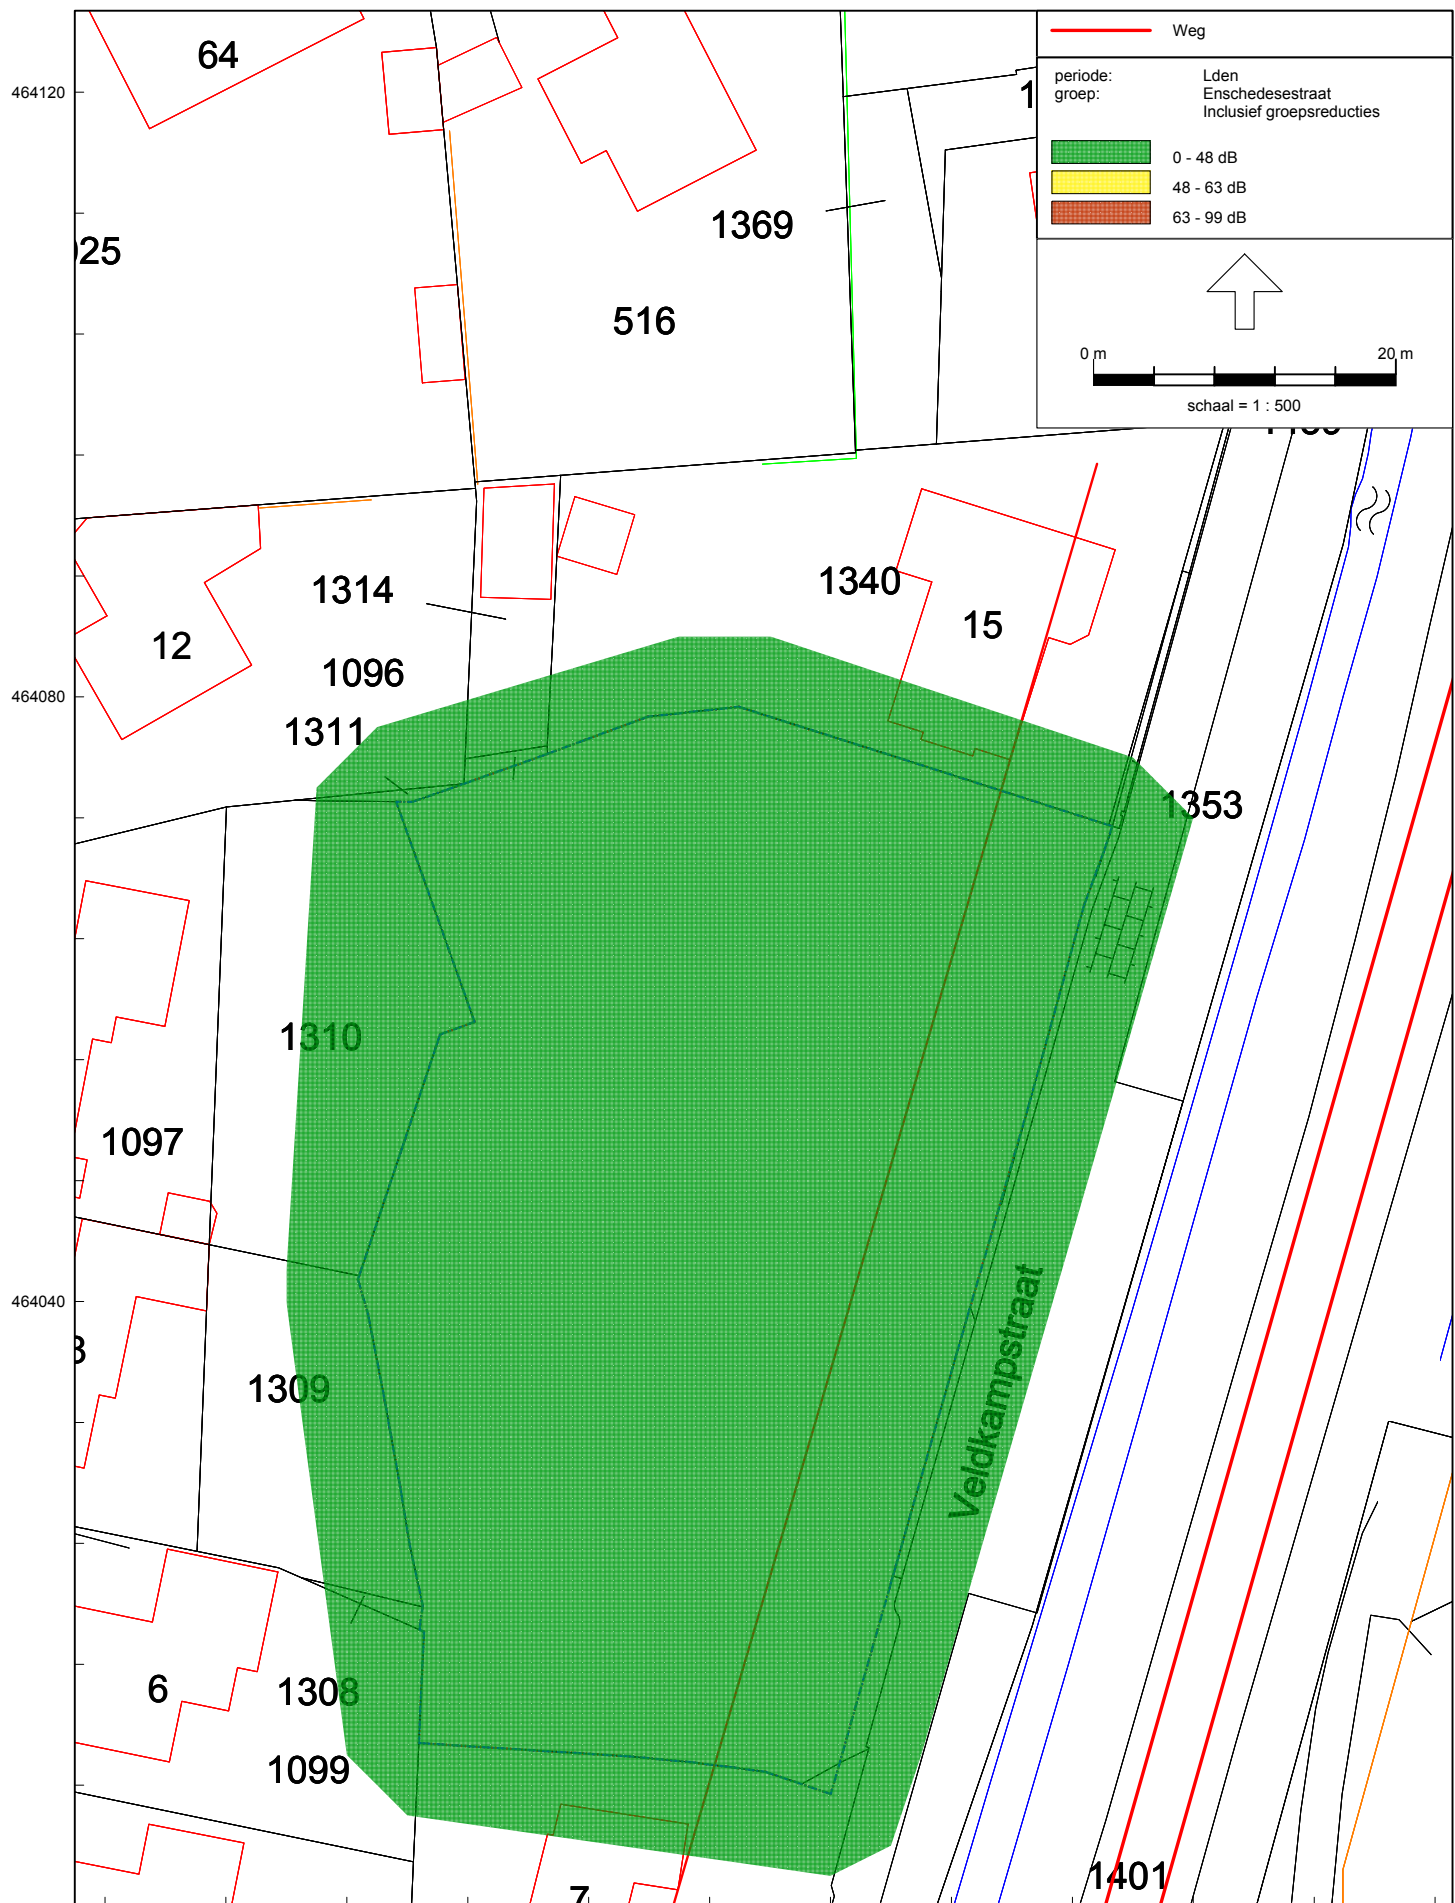 Weg
periode: Lden
groep: Enschedesestraat
Inclusief groepsreducties
0 - 48 dB
48 - 63 dB
63 - 99 dB
0 m 20 m
schaal = 1 : 500
64
464120
1369
516
1314
1340
12
15
1096
464080
1311
1353
1310
1097
464040
1309
Veldkampstraat
6
1308
1099
1401